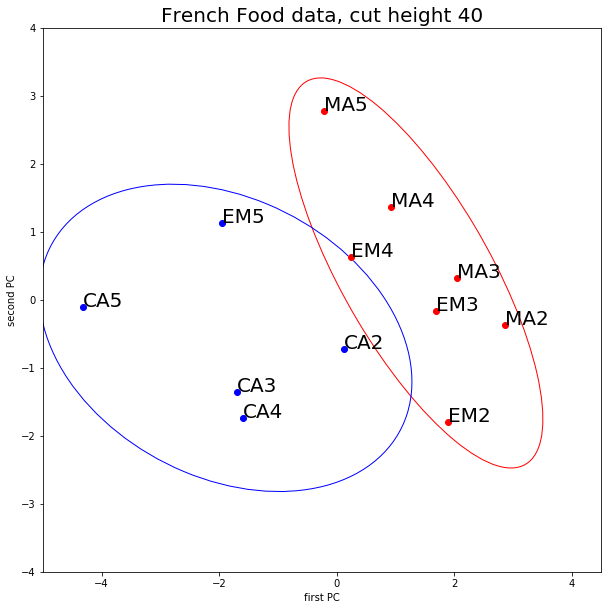 French Food data, cut height 40
4
3
2
1
0
−1
−2
−3
−4
second PC
MA5
MA4
EM5
EM4
MA3
CA5
EM3
MA2
CA2
CA3
CA4
EM2
−4 −2 0 2 4
first PC